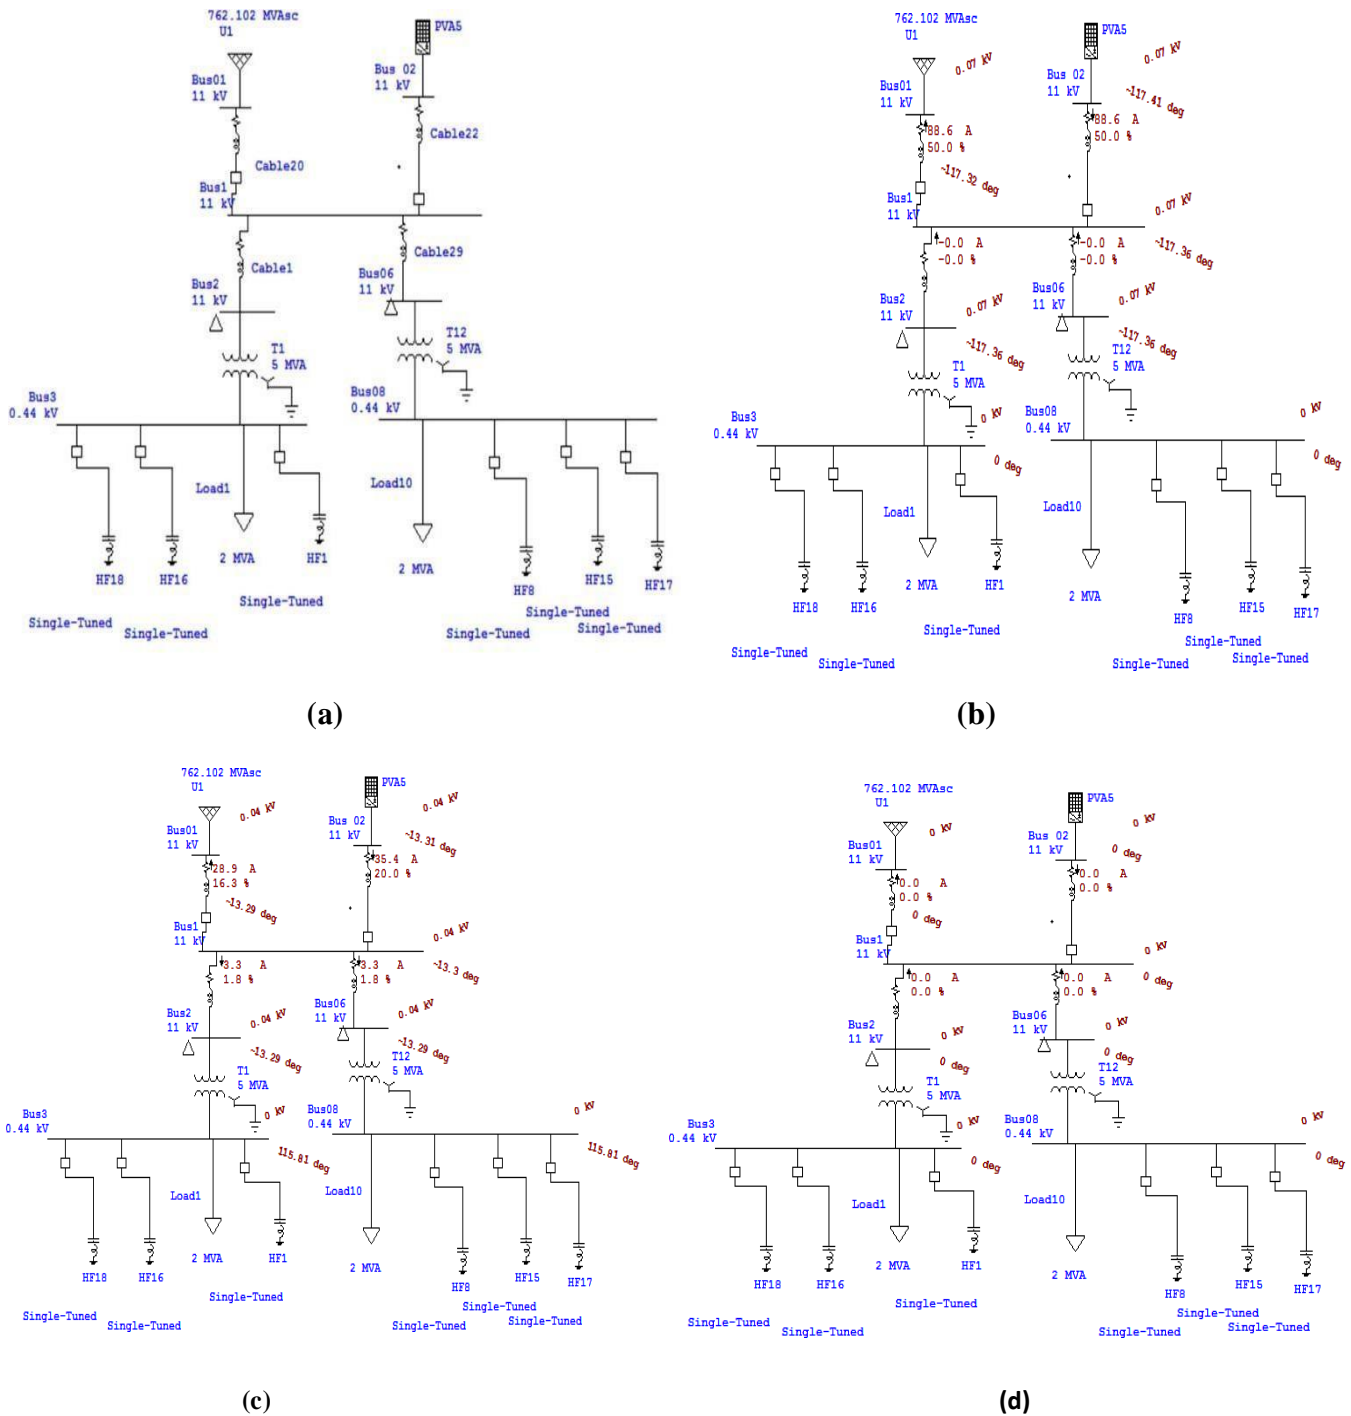 762.102 MVAsc
U1
PVA5
Bus01
11 kV
Bus 02
11 kV
Cable22
Cable20
Bus1
11 kV
Cable1
Cable29
Bus06
11 kV
Bus2
11 kV
T1
5 MVA
T12
5 MVA
Bus3
0.44 kV
Bus08
0.44 kV
Load1
Load10
2 MVA
2 MVA
HF18
HF16
HF1
HF8
HF15
HF17
Single-Tuned
Single-Tuned
Single-Tuned
Single-Tuned
Single-Tuned
Single-Tuned
(a)
762.102 MVAsc
U1
PVA5
0.07 kV
0.07 kV
Bus01
11 kV
Bus 02
11 kV
-117.41 deg
88.6 A
50.0 %
88.6 A
50.0 %
-117.32 deg
Bus1
11 kV
0.07 kV
-117.36 deg
-0.0 A
-0.0 %
-0.0 A
-0.0 %
Bus2
11 kV
0.07 kV
-117.36 deg
Bus06
11 kV
0.07 kV
-117.36 deg
T1
5 MVA
T12
5 MVA
Bus3
0.44 kV
0 kV
0 deg
Bus08
0.44 kV
0 kV
0 deg
Load1
Load10
2 MVA
2 MVA
HF18
HF16
HF1
HF8
HF15
HF17
Single-Tuned
Single-Tuned
Single-Tuned
Single-Tuned
Single-Tuned
Single-Tuned
(b)
762.102 MVAsc
U1
PVA5
0.04 kV
0.04 kV
Bus01
11 kV
Bus 02
11 kV
-13.31 deg
28.9 A
16.3 %
35.4 A
20.0 %
-13.29 deg
Bus1
11 kV
0.04 kV
-13.3 deg
3.3 A
1.8 %
3.3 A
1.8 %
Bus2
11 kV
0.04 kV
-13.29 deg
Bus06
11 kV
0.04 kV
-13.29 deg
T1
5 MVA
T12
5 MVA
Bus3
0.44 kV
0 kV
115.81 deg
Bus08
0.44 kV
0 kV
115.81 deg
Load1
Load10
2 MVA
2 MVA
HF18
HF16
HF1
HF8
HF15
HF17
Single-Tuned
Single-Tuned
Single-Tuned
Single-Tuned
Single-Tuned
Single-Tuned
(c)
762.102 MVAsc
U1
PVA5
0 kV
0 kV
Bus01
11 kV
Bus 02
11 kV
0 deg
0.0 A
0.0 %
0.0 A
0.0 %
0 deg
Bus1
11 kV
0 kV
0 deg
0.0 A
0.0 %
0.0 A
0.0 %
Bus2
11 kV
0 kV
0 deg
Bus06
11 kV
0 kV
0 deg
T1
5 MVA
T12
5 MVA
Bus3
0.44 kV
0 kV
0 deg
Bus08
0.44 kV
0 kV
0 deg
Load1
Load10
2 MVA
2 MVA
HF18
HF16
HF1
HF8
HF15
HF17
Single-Tuned
Single-Tuned
Single-Tuned
Single-Tuned
Single-Tuned
Single-Tuned
(d)